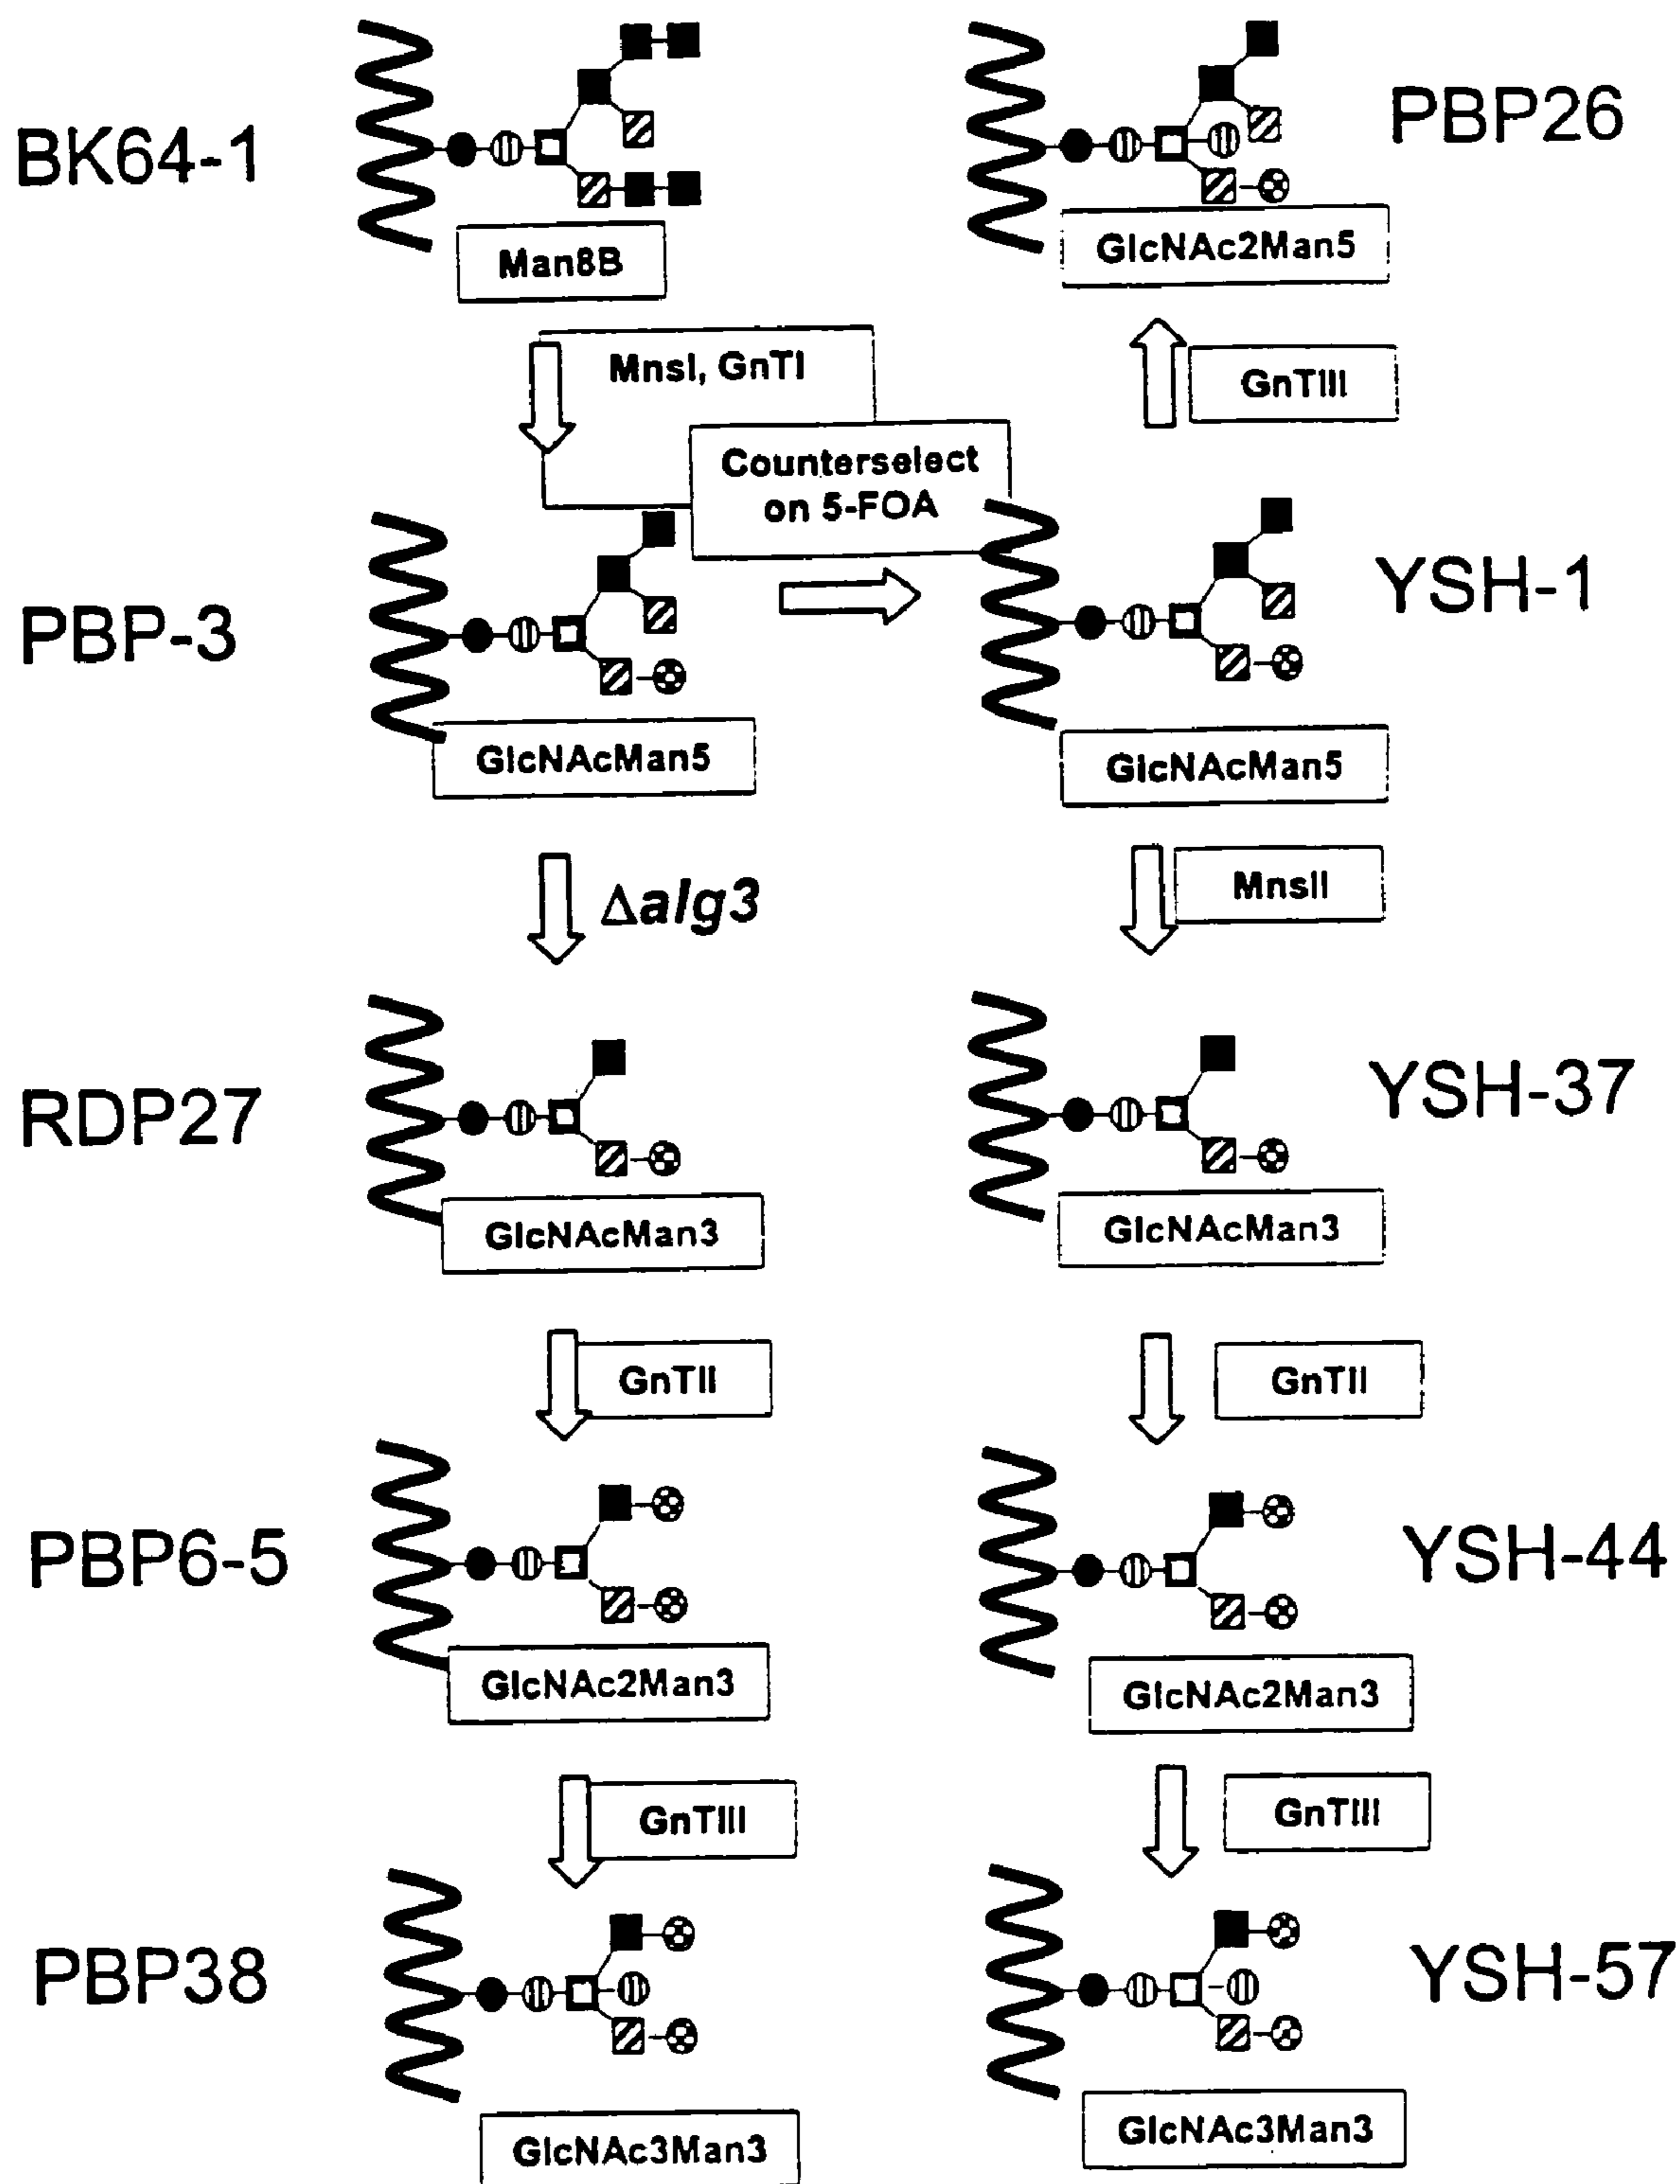 BK64-1
PBP26
Man8B
GlcNAc2Man5
MnsI, GnTI
GnTIII
Counterselect
on 5-FOA
PBP-3
YSH-1
GlcNAcMan5
GlcNAcMan5
Δalg3
MnsII
RDP27
YSH-37
GlcNAcMan3
GlcNAcMan3
GnTII
GnTII
PBP6-5
YSH-44
GlcNAc2Man3
GlcNAc2Man3
GnTIII
GnTIII
PBP38
YSH-57
GlcNAc3Man3
GlcNAc3Man3